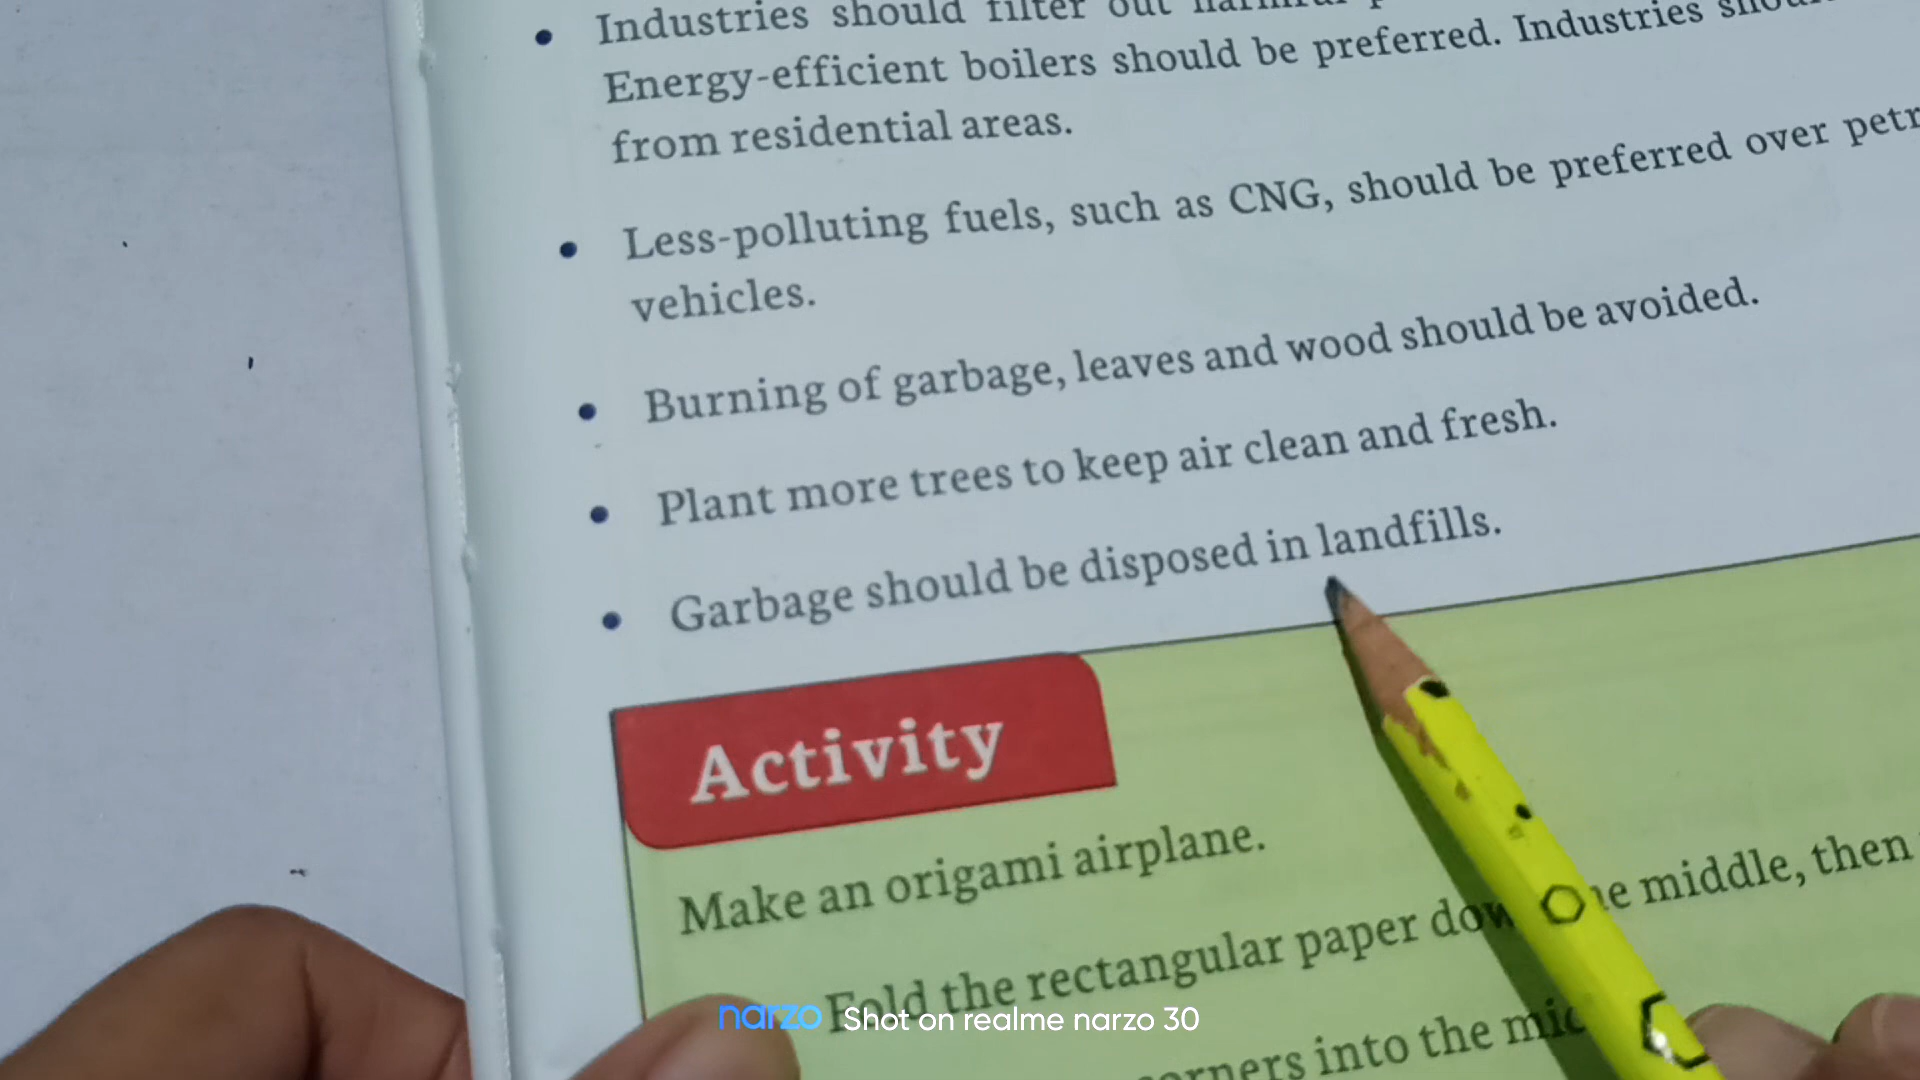 • Industries should filter out harmful
Energy-efficient boilers should be preferred. Industries
from residential areas.
• Less-polluting fuels, such as CNG, should be preferred over
vehicles.
• Burning of garbage, leaves and wood should be avoided.
• Plant more trees to keep air clean and fresh.
• Garbage should be disposed in landfills.
Activity
Make an origami airplane.
Fold the rectangular paper middle, then
into the
narzo Shot on realme narzo 30